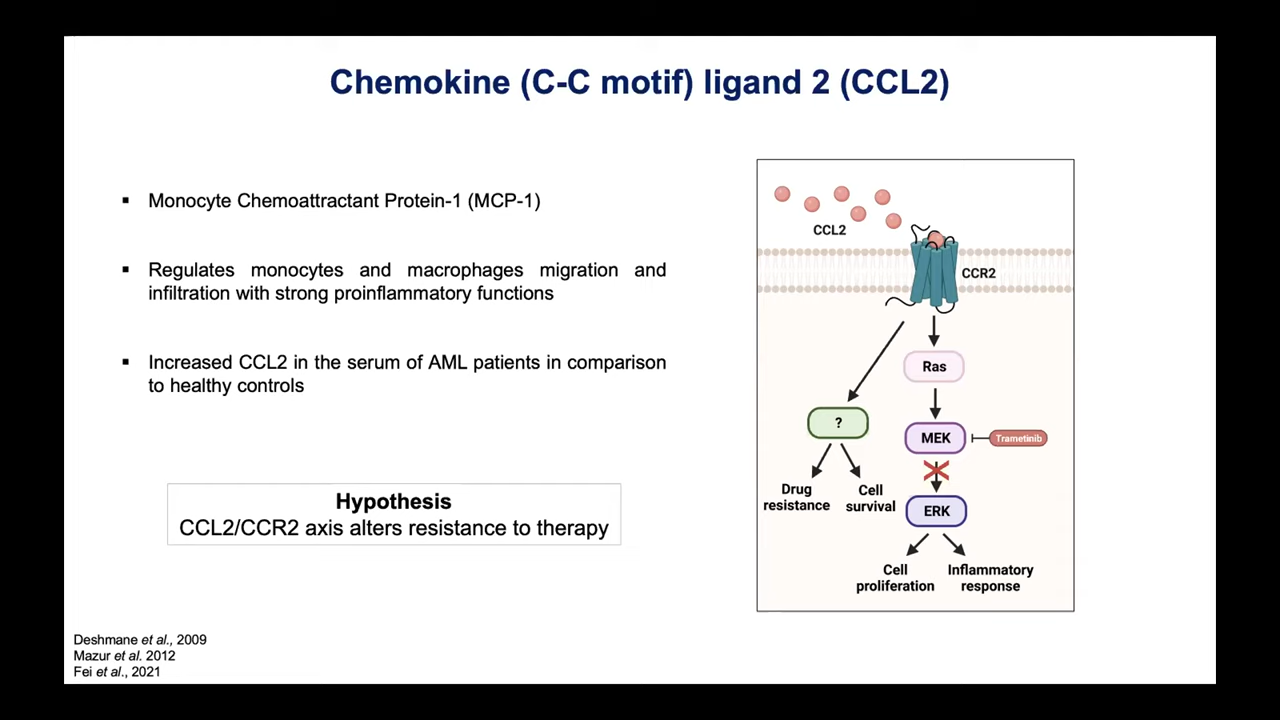 Chemokine (C-C motif) ligand 2 (CCL2)
▪ Monocyte Chemoattractant Protein-1 (MCP-1)
▪ Regulates monocytes and macrophages migration and
infiltration with strong proinflammatory functions
▪ Increased CCL2 in the serum of AML patients in comparison
to healthy controls
Hypothesis
CCL2/CCR2 axis alters resistance to therapy
CCL2
CCR2
Ras
?
MEK
Trametinib
Drug
resistance
Cell
survival
ERK
Cell
proliferation
Inflammatory
response
Deshmane et al., 2009
Mazur et al. 2012
Fei et al., 2021